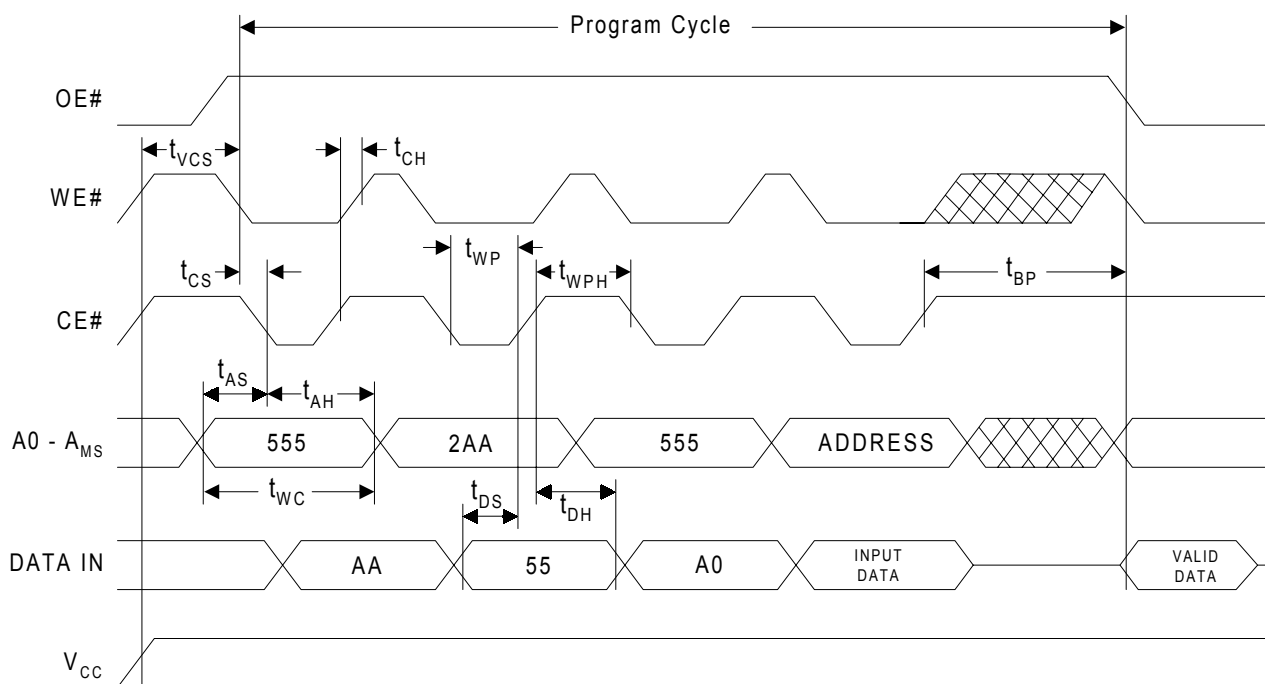 Program Cycle
OE#
tVCS
tCH
WE#
tCS
tWP
tWPH
tBP
CE#
tAS
tAH
A0 - AMS
555
2AA
555
ADDRESS
tWC
tDS
tDH
DATA IN
AA
55
A0
INPUT
DATA
VALID
DATA
VCC